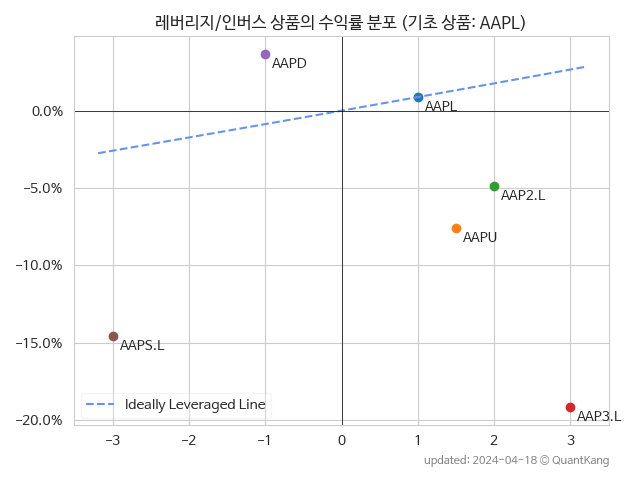 레버리지/인버스 상품의 수익률 분포 (기초 상품: AAPL)
AAPD
AAPL
0.0%
AAP2.L
−5.0%
AAPU
−10.0%
AAPS.L
−15.0%
Ideally Leveraged Line
AAP3.L
−20.0%
−3 −2 −1 0 1 2 3
updated: 2024-04-18 © QuantKang